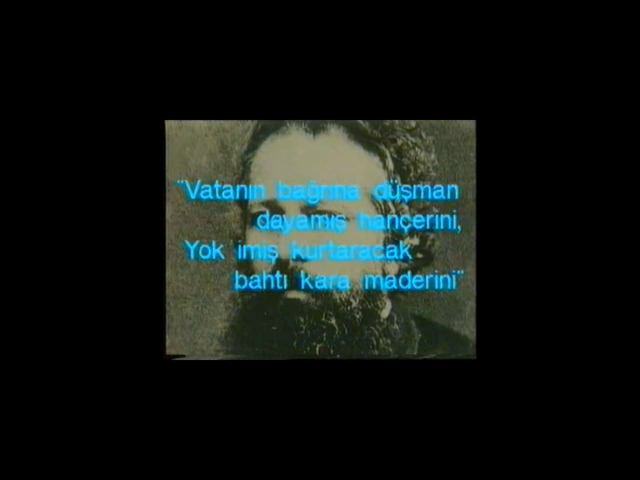 "Vatanın bağrına düşman
dayamış hançerini,
Yok imiş kurtaracak
bahtı kara maderini"